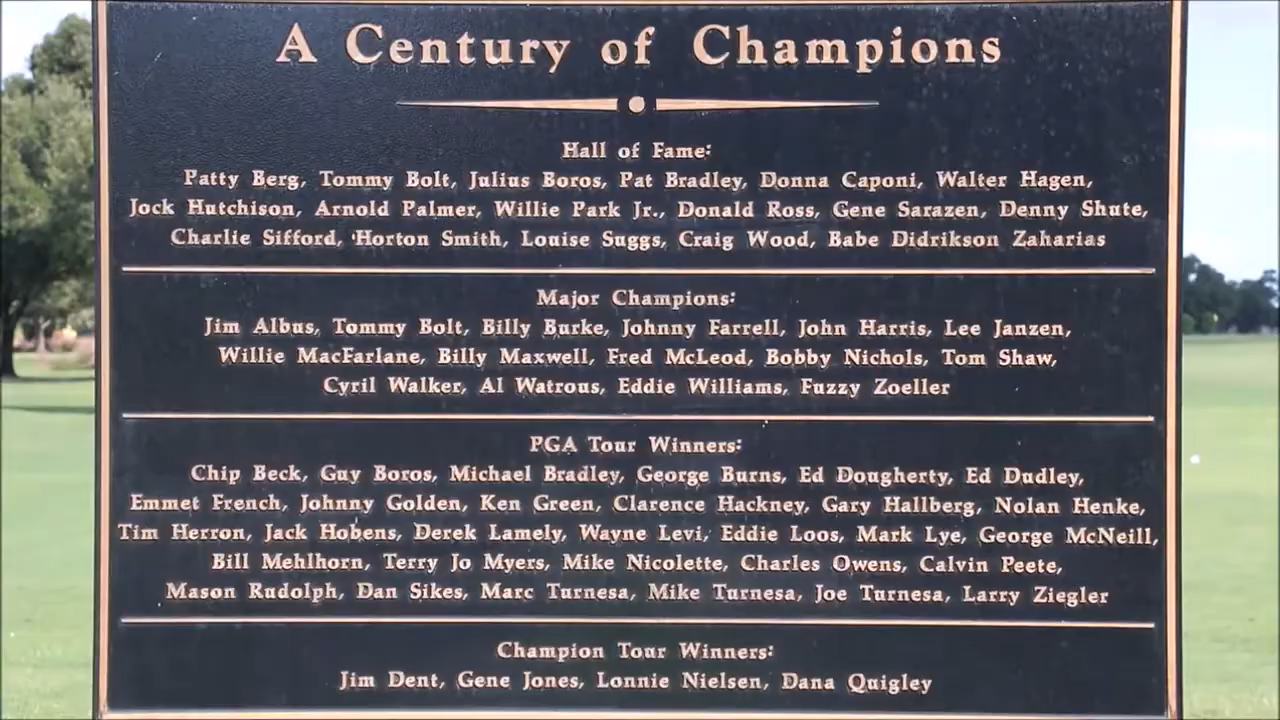 A Century of Champions
Hall of Fame:
Patty Berg, Tommy Bolt, Julius Boros, Pat Bradley, Donna Caponi, Walter Hagen,
Jock Hutchison, Arnold Palmer, Willie Park Jr., Donald Ross, Gene Sarazen, Denny Shute,
Charlie Sifford, Horton Smith, Louise Suggs, Craig Wood, Babe Didrikson Zaharias
Major Champions:
Jim Albus, Tommy Bolt, Billy Burke, Johnny Farrell, John Harris, Lee Janzen,
Willie MacFarlane, Billy Maxwell, Fred McLeod, Bobby Nichols, Tom Shaw,
Cyril Walker, Al Watrous, Eddie Williams, Fuzzy Zoeller
PGA Tour Winners:
Chip Beck, Guy Boros, Michael Bradley, George Burns, Ed Dougherty, Ed Dudley,
Emmet French, Johnny Golden, Ken Green, Clarence Hackney, Gary Hallberg, Nolan Henke,
Tim Herron, Jack Hobens, Derek Lamely, Wayne Levi, Eddie Loos, Mark Lye, George McNeill,
Bill Mehlhorn, Terry Jo Myers, Mike Nicolette, Charles Owens, Calvin Peete,
Mason Rudolph, Dan Sikes, Marc Turnesa, Mike Turnesa, Joe Turnesa, Larry Ziegler
Champion Tour Winners:
Jim Dent, Gene Jones, Lonnie Nielsen, Dana Quigley